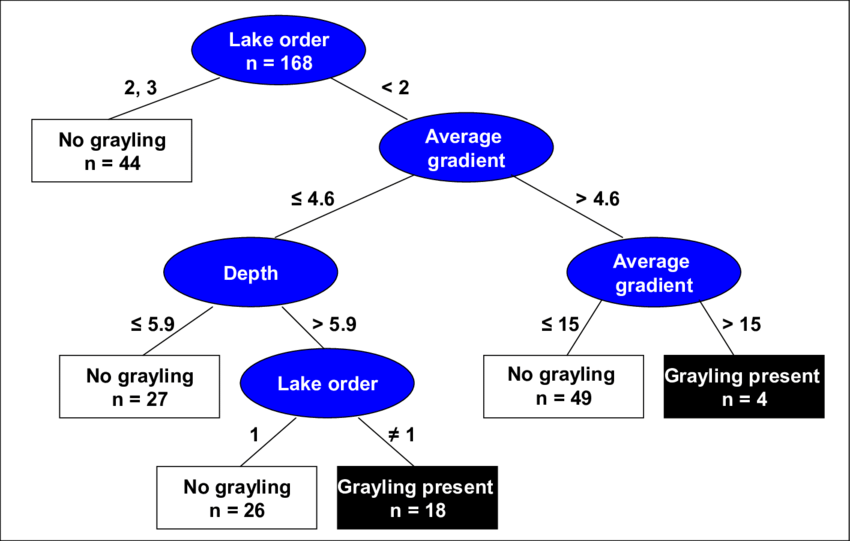 Lake order
n = 168
2, 3
< 2
No grayling
n = 44
Average
gradient
≤ 4.6
> 4.6
Depth
Average
gradient
≤ 5.9
> 5.9
≤ 15
> 15
No grayling
n = 27
Lake order
No grayling
n = 49
Grayling present
n = 4
1
≠ 1
No grayling
n = 26
Grayling present
n = 18